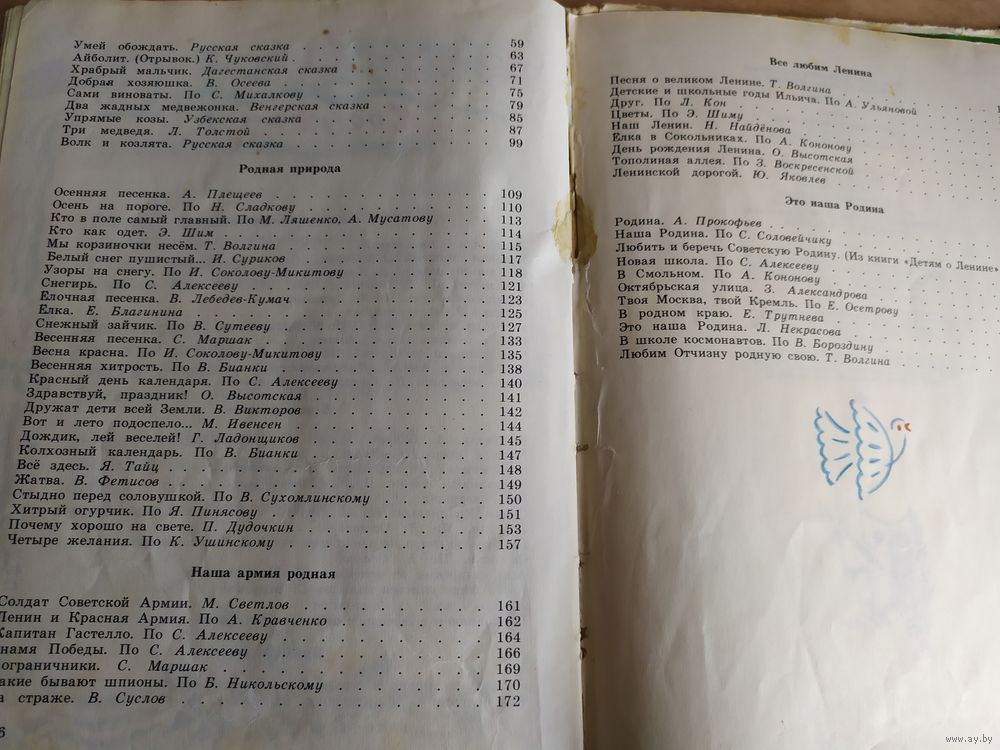 Умей обождать. Русская сказка . . . 59
Айболит. (Отрывок.) К. Чуковский . . . 63
Храбрый мальчик. Дагестанская сказка . . . 67
Добрая хозяюшка. В. Осеева . . . 71
Сами виноваты. По С. Михалкову . . . 75
Два жадных медвежонка. Венгерская сказка . . . 79
Упрямые козы. Узбекская сказка . . . 85
Три медведя. Л. Толстой . . . 87
Волк и козлята. Русская сказка . . . 99
Родная природа
Осенняя песенка. А. Плещеев . . . 109
Осень на пороге. По Н. Сладкову . . . 110
Кто в поле самый главный. По М. Ляшенко, А. Мусатову . . . 113
Кто как одет. Э. Шим . . . 114
Мы корзиночки несём. Т. Волгина . . . 115
Белый снег пушистый... И. Суриков . . . 117
Узоры на снегу. По И. Соколову-Микитову . . . 118
Снегирь. По С. Алексееву . . . 121
Ёлочная песенка. В. Лебедев-Кумач . . . 123
Ёлка. Е. Благинина . . . 125
Снежный зайчик. По В. Сутееву . . . 127
Весенняя песенка. С. Маршак . . . 133
Весна красна. По И. Соколову-Микитову . . . 135
Весенняя хитрость. По В. Бианки . . . 138
Красный день календаря. По С. Алексееву . . . 140
Здравствуй, праздник! О. Высотская . . . 141
Дружат дети всей Земли. В. Викторов . . . 142
Вот и лето подоспело... М. Ивенсен . . . 144
Дождик, лей веселей! Г. Ладонщиков . . . 145
Колхозный календарь. По В. Бианки . . . 147
Всё здесь. Я. Тайц . . . 148
Жатва. В. Фетисов . . . 149
Стыдно перед соловушкой. По В. Сухомлинскому . . . 150
Хитрый огурчик. По Я. Пинясову . . . 151
Почему хорошо на свете. П. Дудочкин . . . 153
Четыре желания. По К. Ушинскому . . . 157
Наша армия родная
Солдат Советской Армии. М. Светлов . . . 161
Ленин и Красная Армия. По А. Кравченко . . . 162
Капитан Гастелло. По С. Алексееву . . . 164
намя Победы. По С. Алексееву . . . 166
ограничники. С. Маршак . . . 169
акие бывают шпионы. По Б. Никольскому . . . 170
а страже. В. Суслов . . . 172
6
Все любим Ленина
Песня о великом Ленине. Т. Волгина
Детские и школьные годы Ильича. По А. Ульяновой
Друг. По Л. Кон
Цветы. По Э. Шиму
Наш Ленин. Н. Найдёнова
Ёлка в Сокольниках. По А. Кононову
День рождения Ленина. О. Высотская
Тополиная аллея. По З. Воскресенской
Ленинской дорогой. Ю. Яковлев
Это наша Родина
Родина. А. Прокофьев
Наша Родина. По С. Соловейчику
Любить и беречь Советскую Родину. (Из книги «Детям о Ленине»
Новая школа. По С. Алексееву
В Смольном. По А. Кононову
Октябрьская улица. З. Александрова
Твоя Москва, твой Кремль. По Е. Осетрову
В родном краю. Е. Трутнева
Это наша Родина. Л. Некрасова
В школе космонавтов. По В. Бороздину
Любим Отчизну родную свою. Т. Волгина
www.ay.by